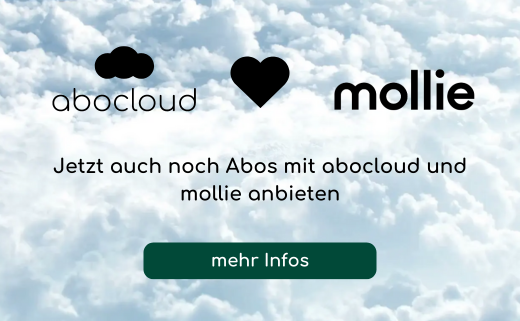 abocloud
mollie
Jetzt auch noch Abos mit abocloud und
mollie anbieten
mehr Infos